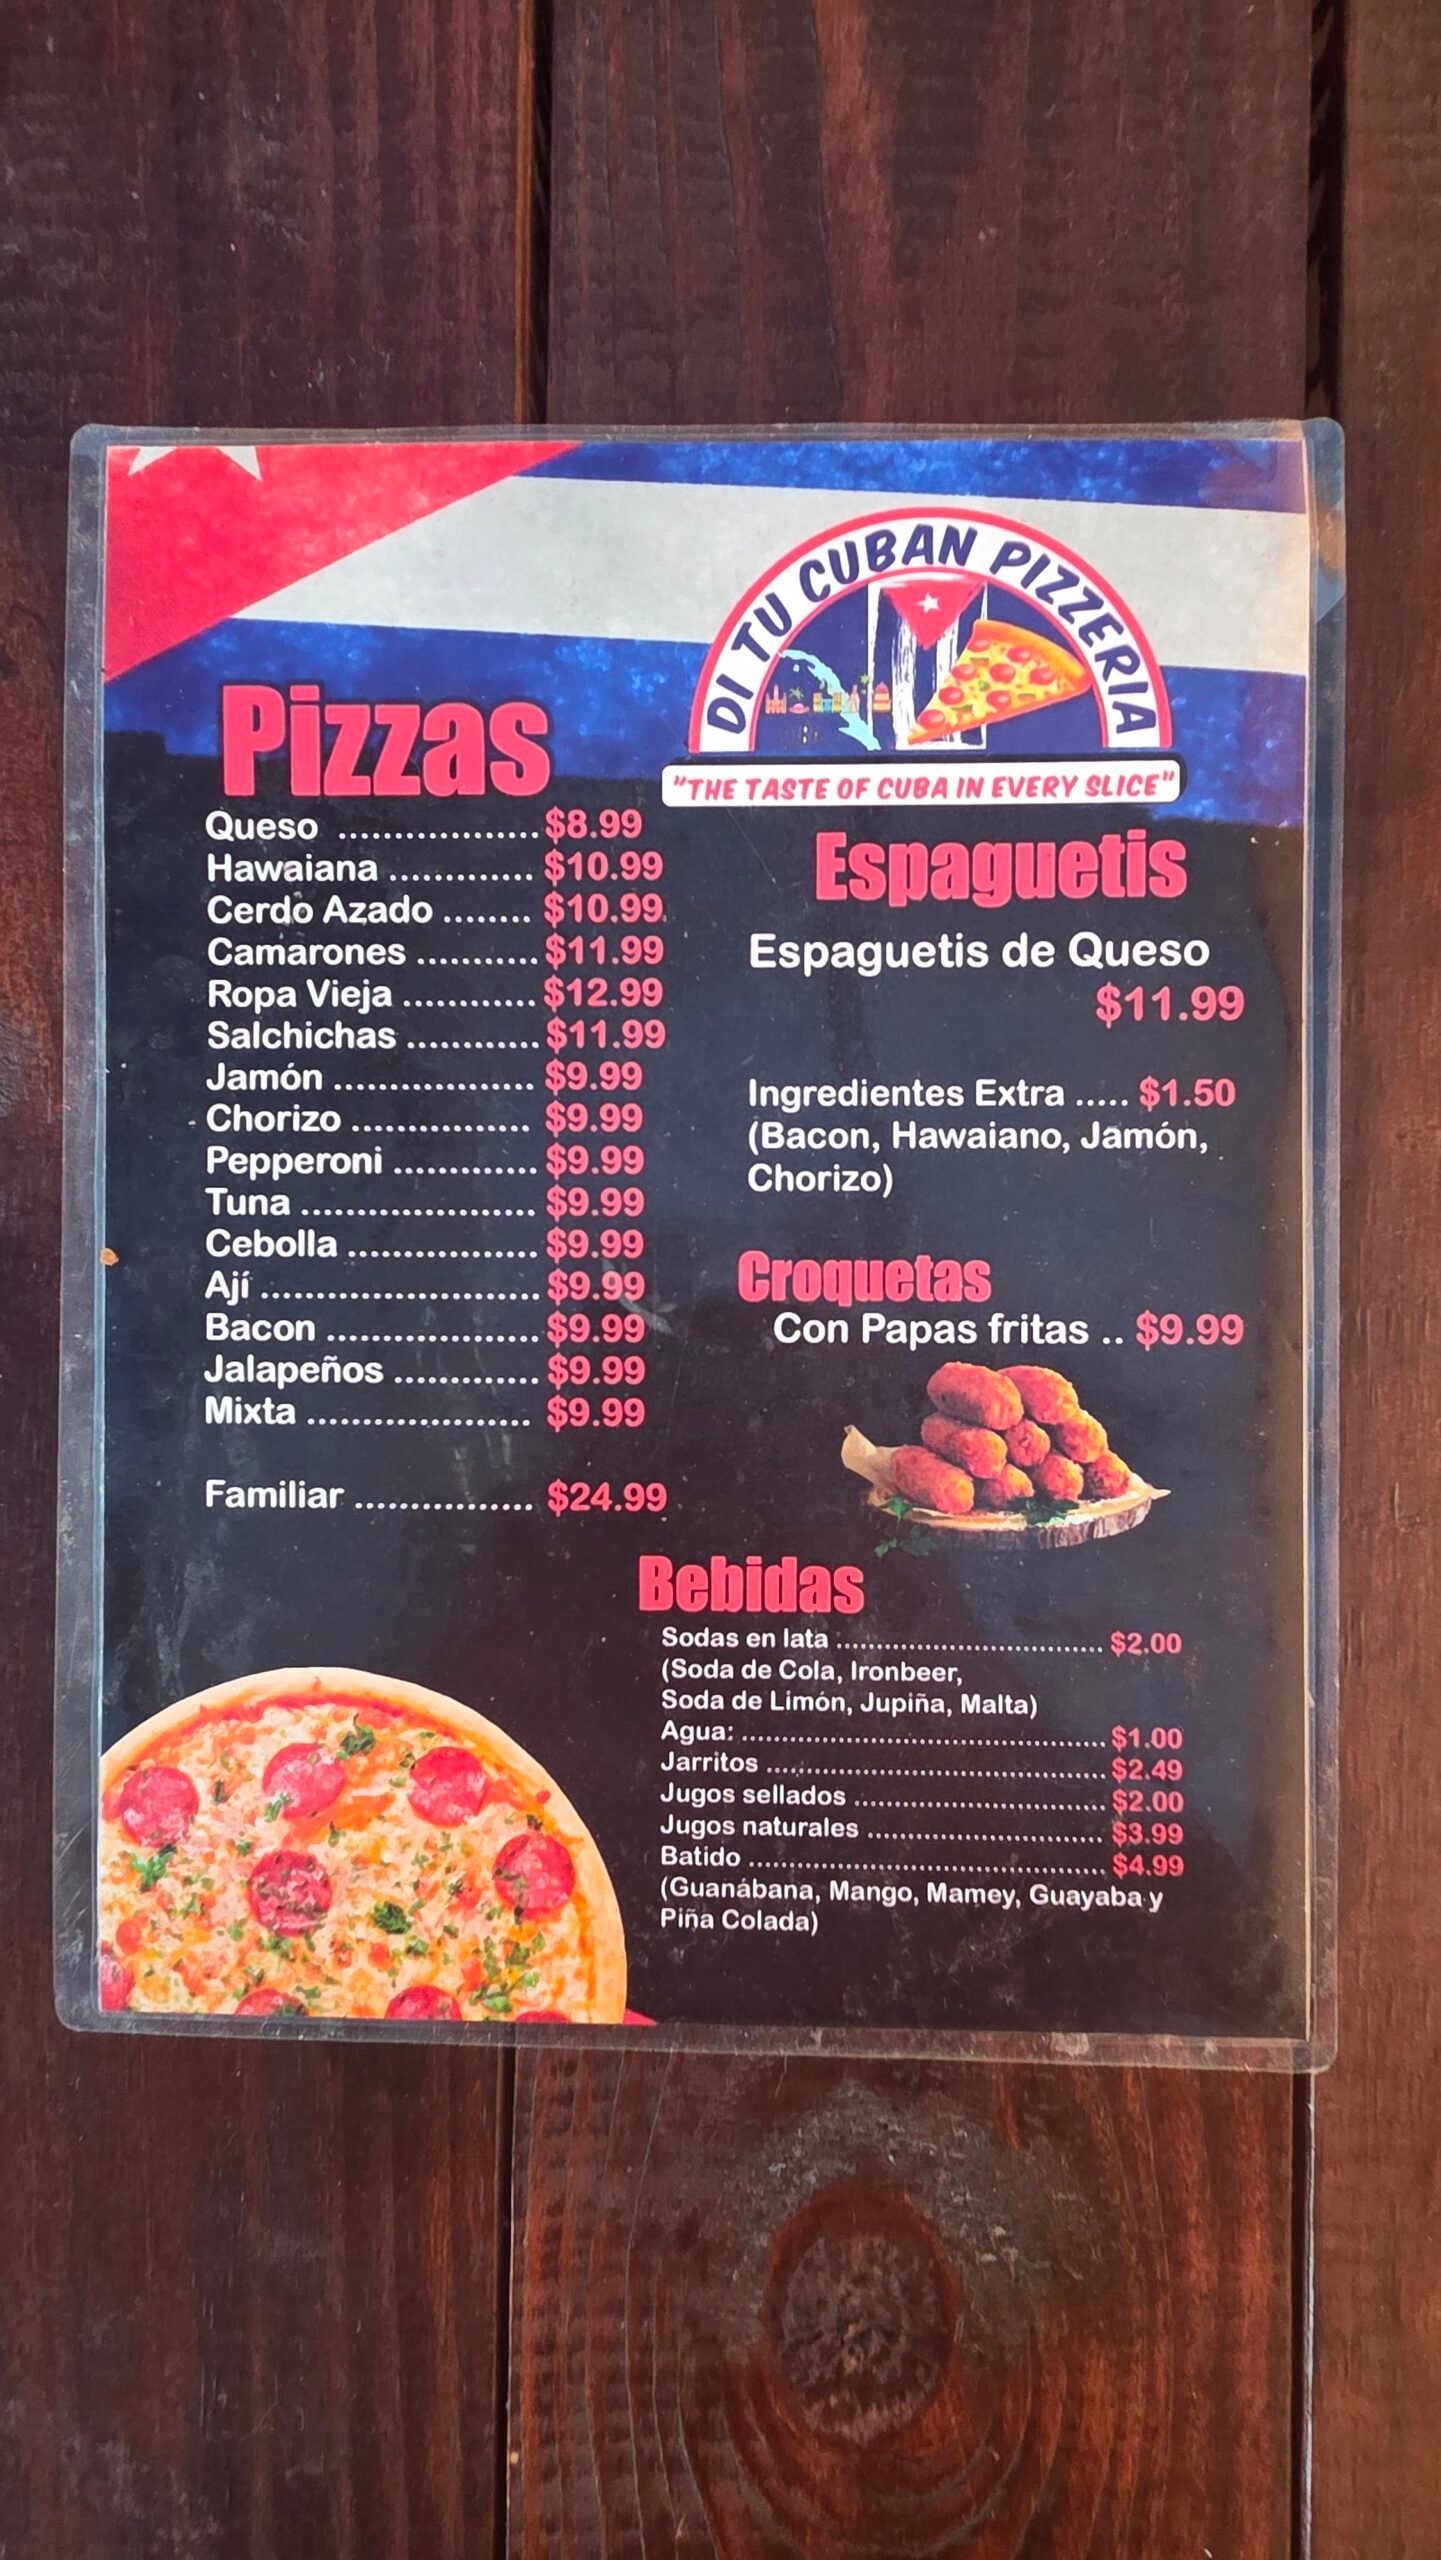 DI TU CUBAN PIZZERIA
"THE TASTE OF CUBA IN EVERY SLICE"
Pizzas
Queso .................. $8.99
Hawaiana ............. $10.99
Cerdo Azado ........ $10.99
Camarones ........... $11.99
Ropa Vieja ............ $12.99
Salchichas ............ $11.99
Jamón .................. $9.99
Chorizo ................ $9.99
Pepperoni ............. $9.99
Tuna ..................... $9.99
Cebolla ................. $9.99
Ají ......................... $9.99
Bacon ................... $9.99
Jalapeños ............. $9.99
Mixta .................... $9.99
Familiar ................ $24.99
Espaguetis
Espaguetis de Queso
$11.99
Ingredientes Extra ..... $1.50
(Bacon, Hawaiano, Jamón,
Chorizo)
Croquetas
Con Papas fritas .. $9.99
Bebidas
Sodas en lata ................................. $2.00
(Soda de Cola, Ironbeer,
Soda de Limón, Jupiña, Malta)
Agua: ............................................. $1.00
Jarritos .......................................... $2.49
Jugos sellados ............................... $2.00
Jugos naturales ............................. $3.99
Batido ............................................ $4.99
(Guanábana, Mango, Mamey, Guayaba y
Piña Colada)